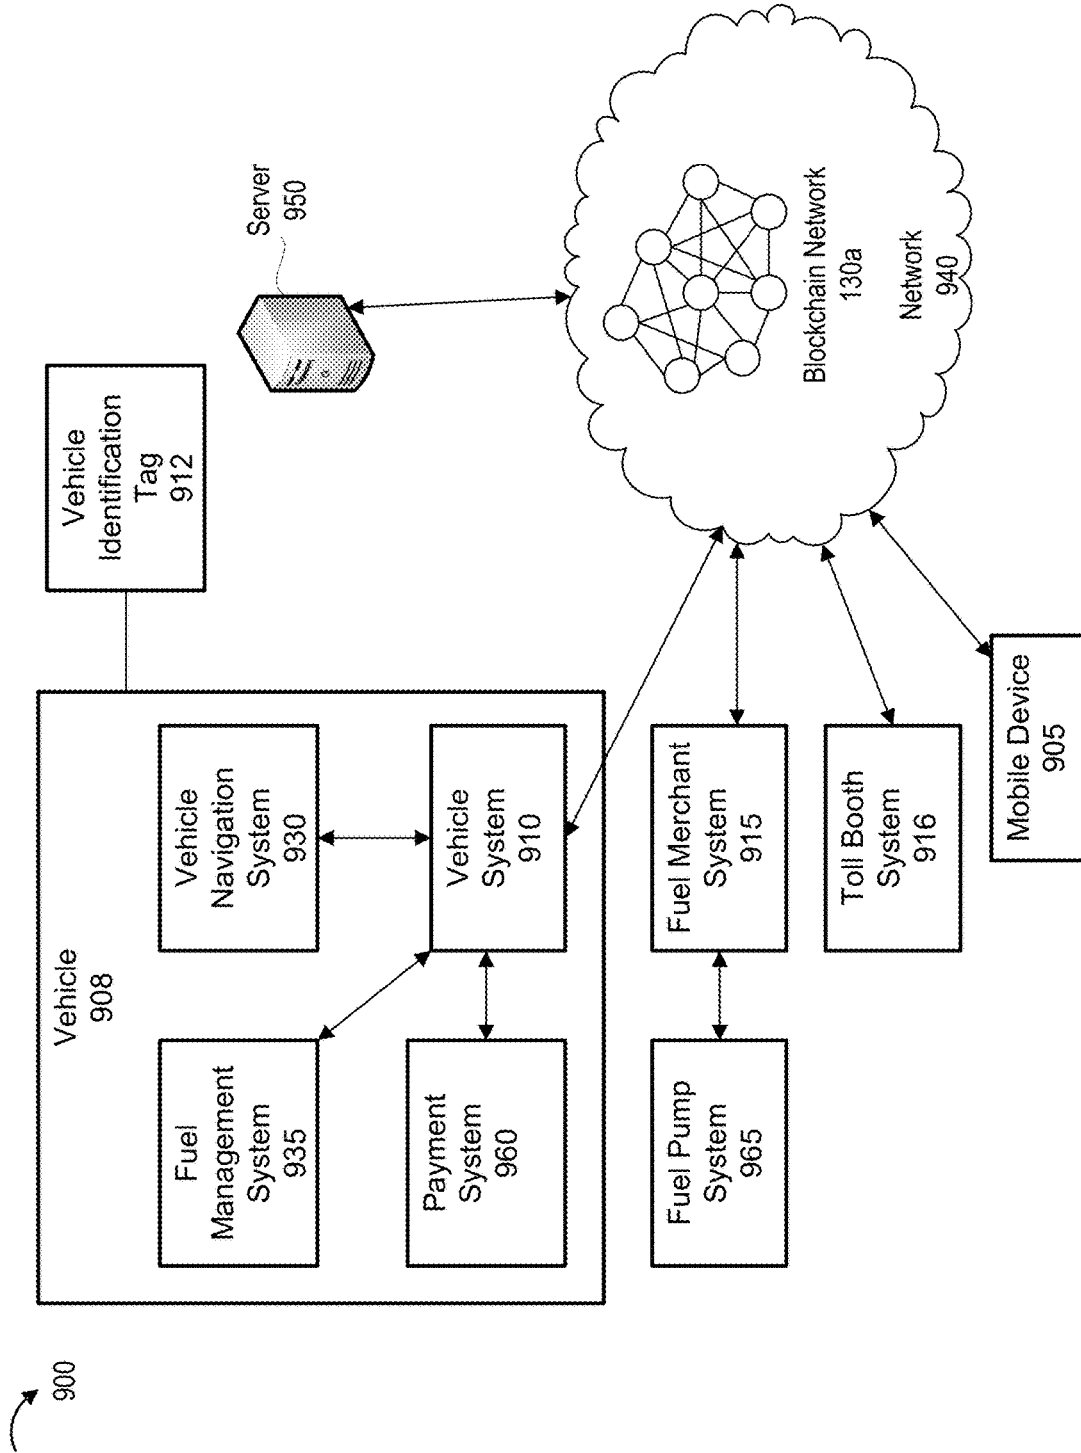 900
Vehicle
908
Fuel
Management
System
935
Vehicle
Navigation
System
930
Vehicle
Identification
Tag
912
Payment
System
960
Vehicle
System
910
Server
950
Fuel Pump
System
965
Fuel Merchant
System
915
Toll Booth
System
916
Mobile Device
905
Blockchain Network
130a
Network
940